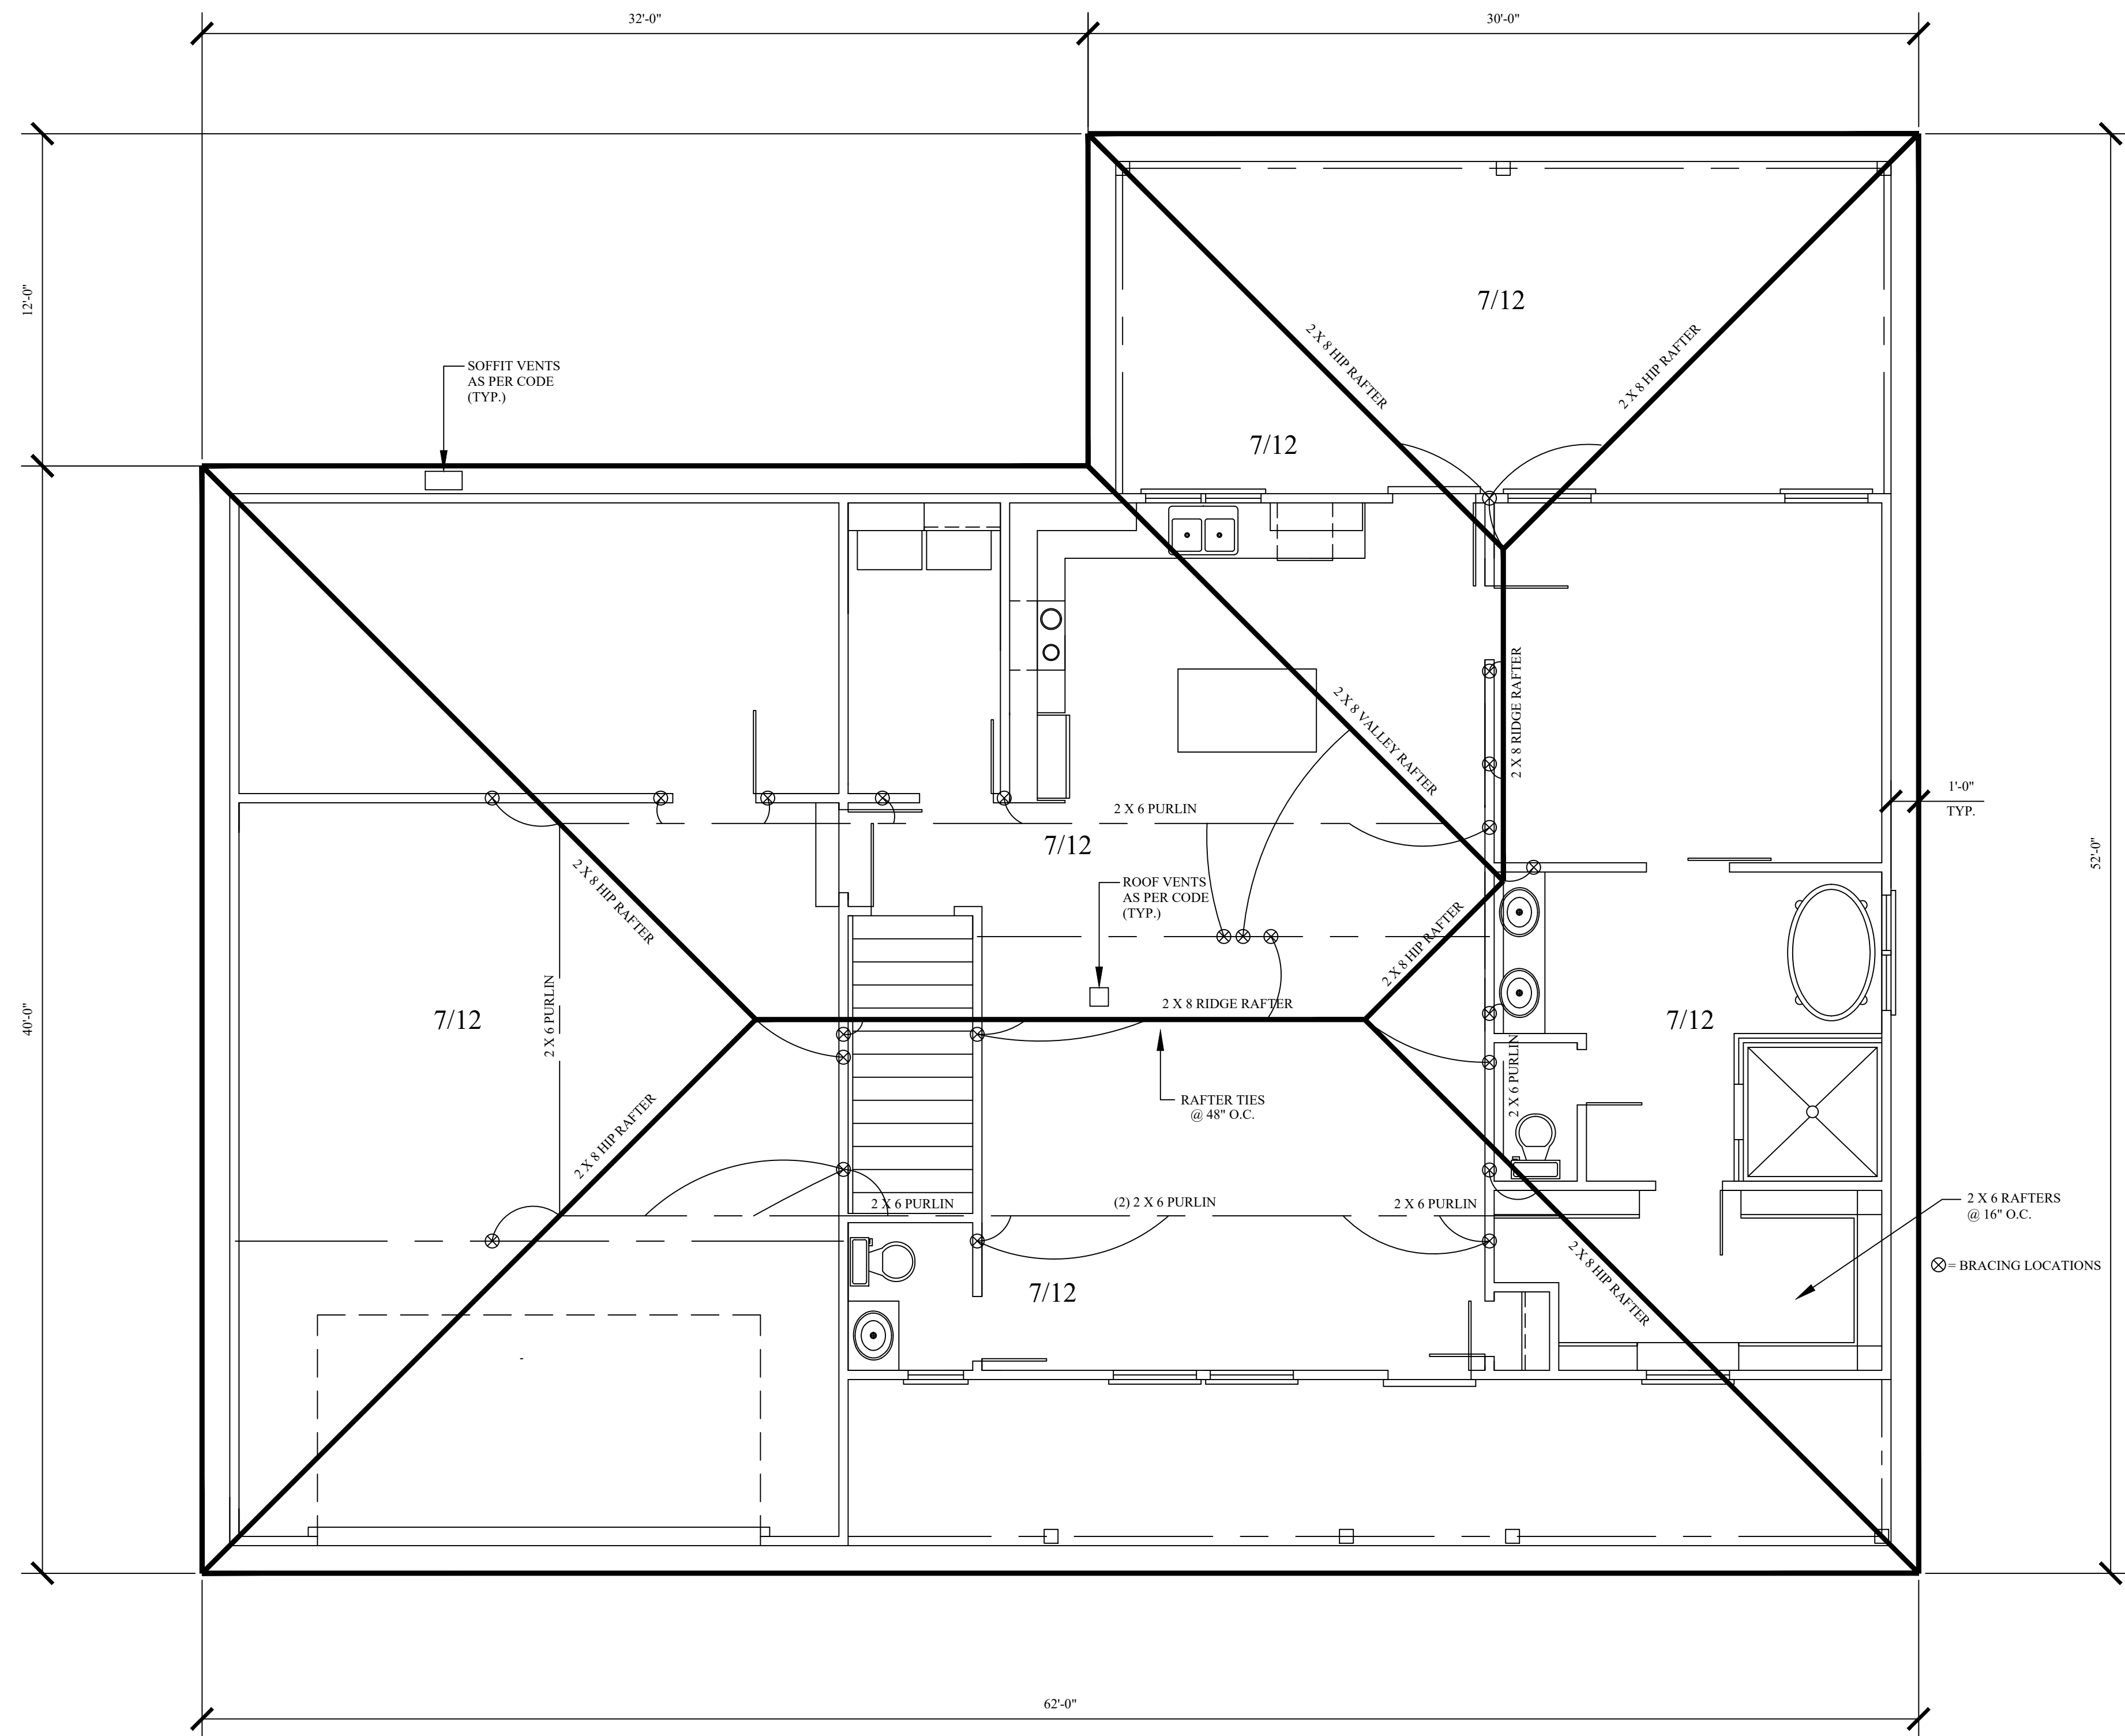 32'-0"
30'-0"
12'-0"
7/12
2 X 8 HIP RAFTER
2 X 8 HIP RAFTER
SOFFIT VENTS
AS PER CODE
(TYP.)
7/12
2 X 8 RIDGE RAFTER
2 X 8 VALLEY RAFTER
1'-0"
TYP.
2 X 6 PURLIN
7/12
52'-0"
2 X 8 HIP RAFTER
ROOF VENTS
AS PER CODE
(TYP.)
2 X 8 HIP RAFTER
40'-0"
7/12
2 X 6 PURLIN
2 X 8 RIDGE RAFTER
7/12
2 X 6 PURLIN
RAFTER TIES
@ 48" O.C.
2 X 8 HIP RAFTER
2 X 6 PURLIN
(2) 2 X 6 PURLIN
2 X 6 PURLIN
2 X 6 RAFTERS
@ 16" O.C.
2 X 8 HIP RAFTER
= BRACING LOCATIONS
7/12
62'-0"